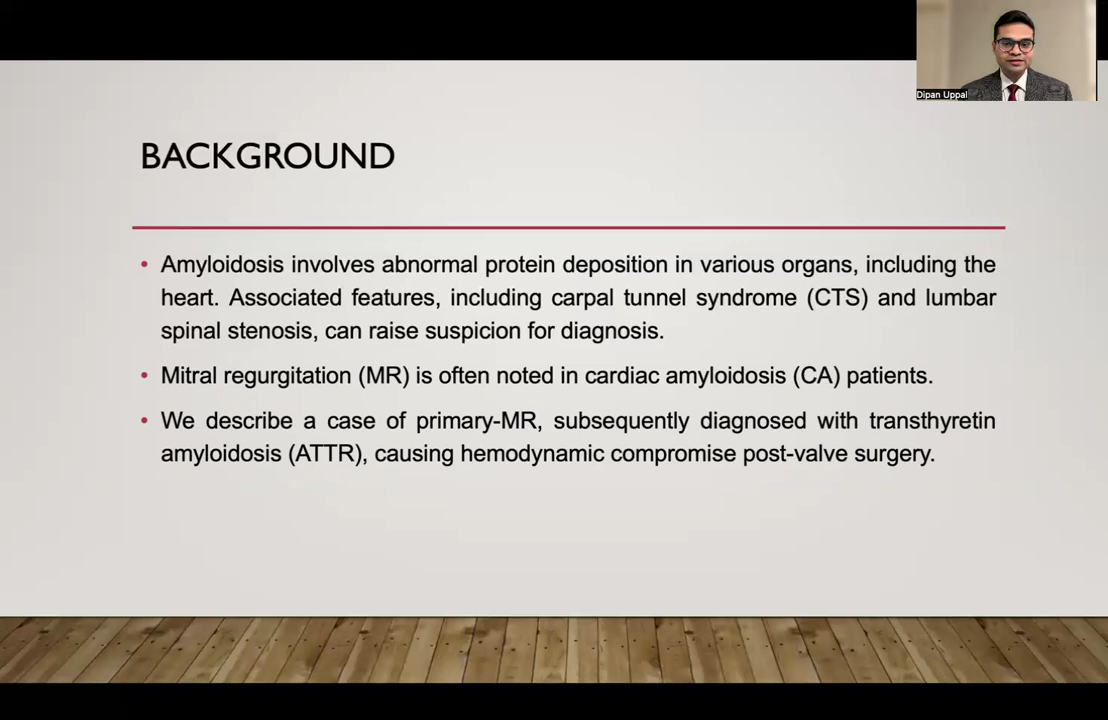 Dipan Uppal
BACKGROUND
• Amyloidosis involves abnormal protein deposition in various organs, including the
heart. Associated features, including carpal tunnel syndrome (CTS) and lumbar
spinal stenosis, can raise suspicion for diagnosis.
• Mitral regurgitation (MR) is often noted in cardiac amyloidosis (CA) patients.
• We describe a case of primary-MR, subsequently diagnosed with transthyretin
amyloidosis (ATTR), causing hemodynamic compromise post-valve surgery.